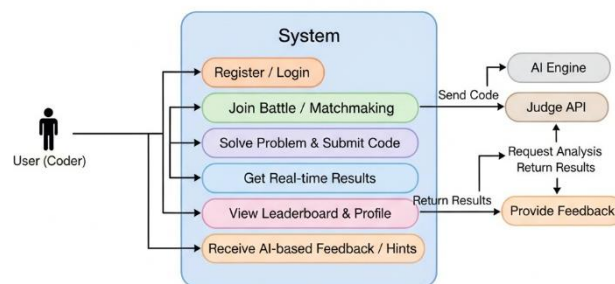 System
Register / Login
Join Battle / Matchmaking
Solve Problem & Submit Code
Get Real-time Results
View Leaderboard & Profile
Receive AI-based Feedback / Hints
User (Coder)
Send Code
Return Results
AI Engine
Judge API
Request Analysis
Return Results
Provide Feedback